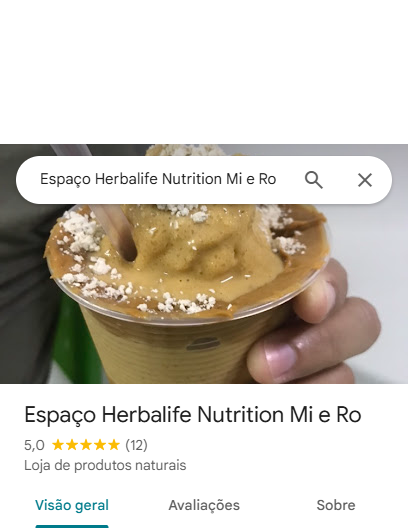 Espaço Herbalife Nutrition Mi e Ro
Espaço Herbalife Nutrition Mi e Ro
5,0 ★★★★★ (12)
Loja de produtos naturais
Visão geral Avaliações Sobre